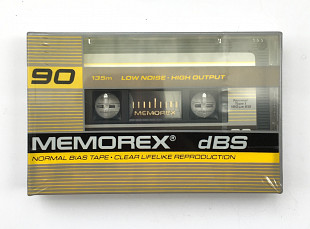 90
135m LOW NOISE • HIGH OUTPUT
MEMOREX
MEMOREX® dBS
NORMAL BIAS TAPE • CLEAR LIFELIKE REPRODUCTION